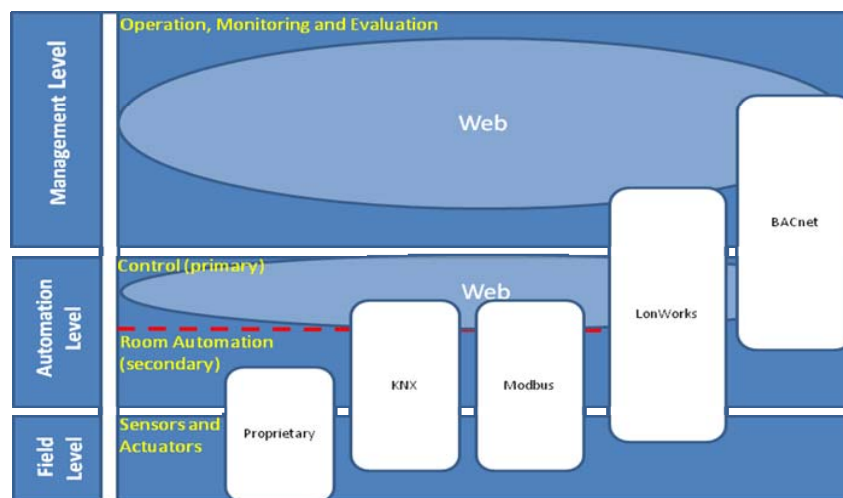 Operation, Monitoring and Evaluation
Management Level
Web
BACnet
Control (primary)
Automation
Level
Web
LonWorks
Room Automation
(secondary)
KNX
Modbus
Proprietary
Sensors and
Actuators
Field
Level